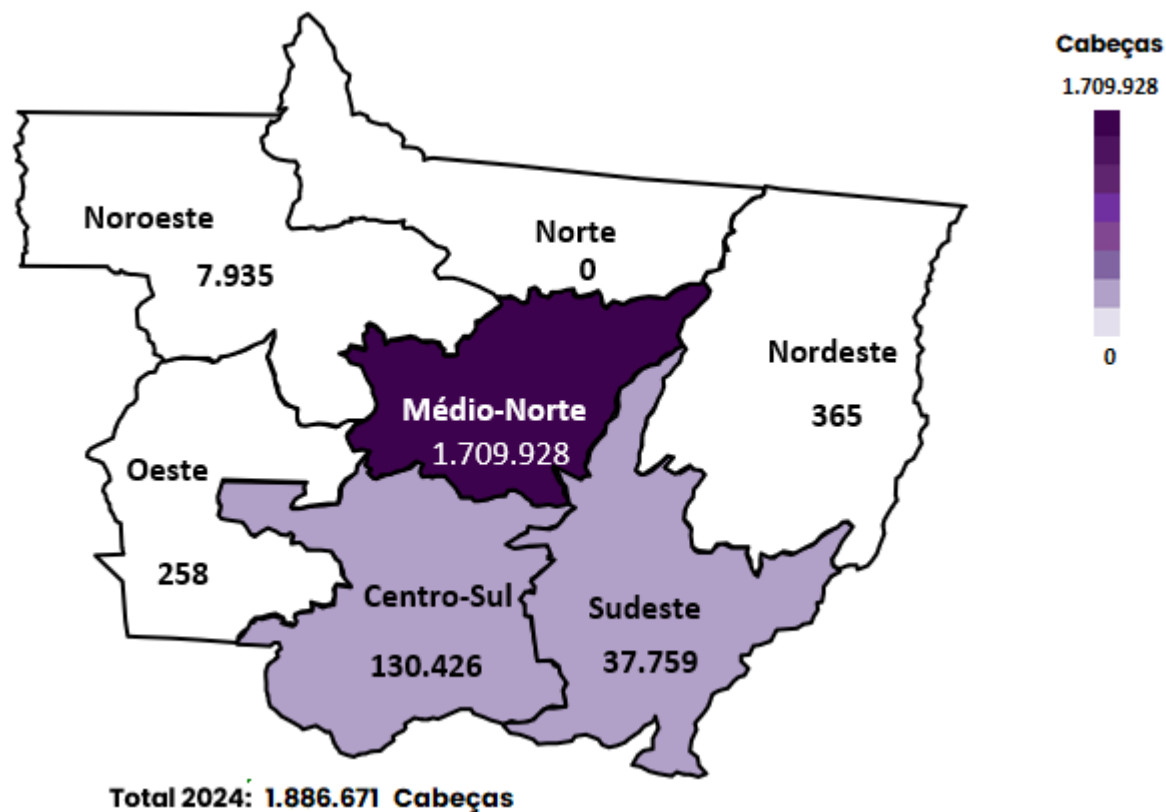 Cabeças
1.709.928
0
Noroeste
7.935
Norte
0
Nordeste
365
Médio-Norte
1.709.928
Oeste
258
Centro-Sul
130.426
Sudeste
37.759
Total 2024: 1.886.671 Cabeças